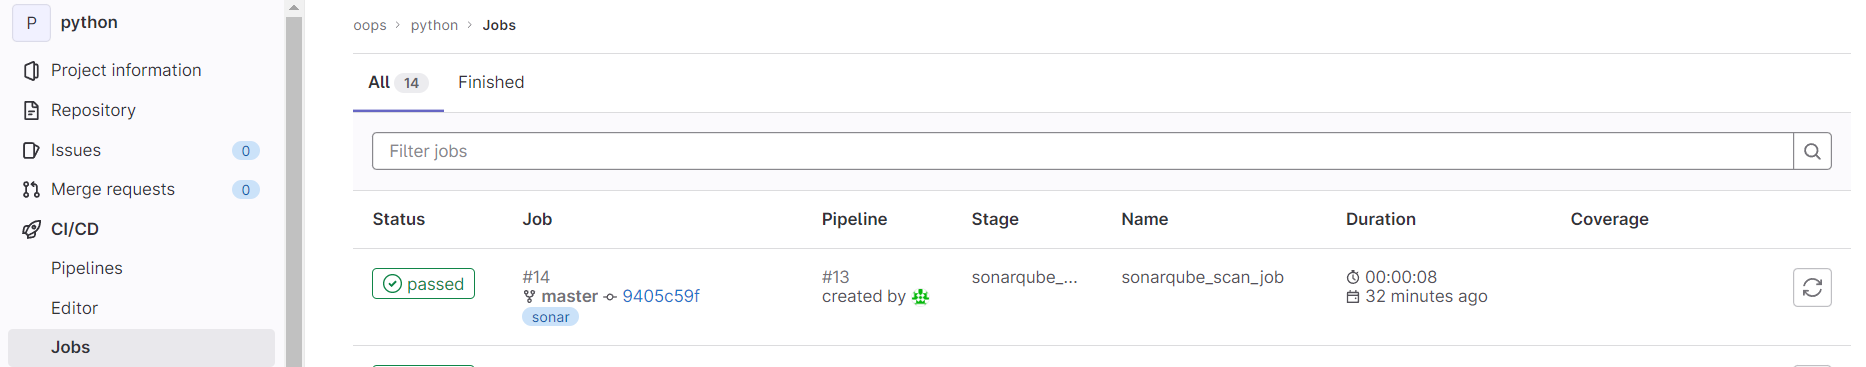 P python
Project information
Repository
Issues 0
Merge requests 0
CI/CD
Pipelines
Editor
Jobs
oops > python > Jobs
All 14 Finished
Filter jobs
Status Job Pipeline Stage Name Duration Coverage
passed #14 #13 sonarqube_... sonarqube_scan_job 00:00:08
master 9405c59f created by 32 minutes ago
sonar